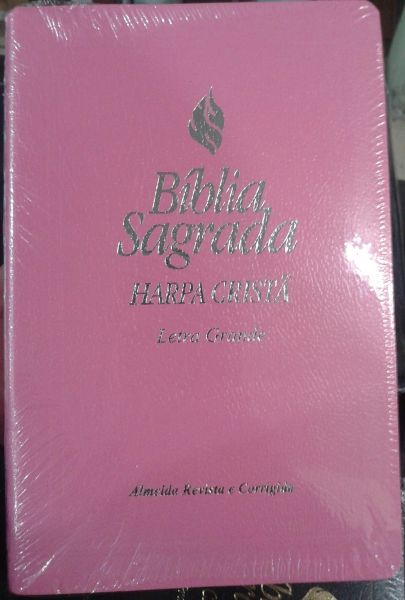 Bíblia
Sagrada
HARPA CRISTÃ
Letra Grande
Almeida Revista e Corrigida